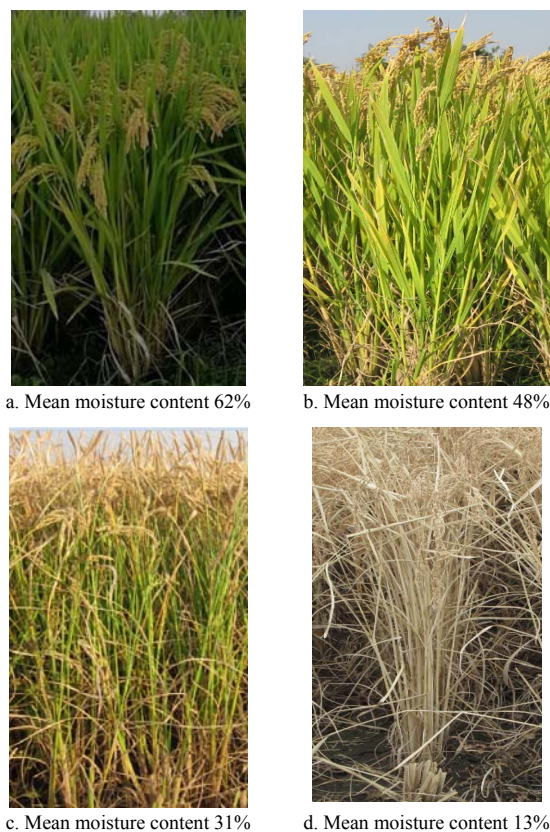 a. Mean moisture content 62%
b. Mean moisture content 48%
c. Mean moisture content 31%
d. Mean moisture content 13%